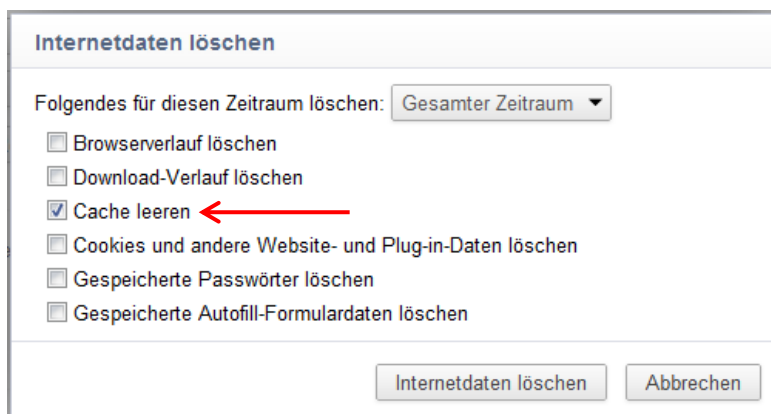 Internetdaten löschen
Folgendes für diesen Zeitraum löschen: Gesamter Zeitraum
Browserverlauf löschen
Download-Verlauf löschen
Cache leeren
Cookies und andere Website- und Plug-in-Daten löschen
Gespeicherte Passwörter löschen
Gespeicherte Autofill-Formulardaten löschen
Internetdaten löschen Abbrechen